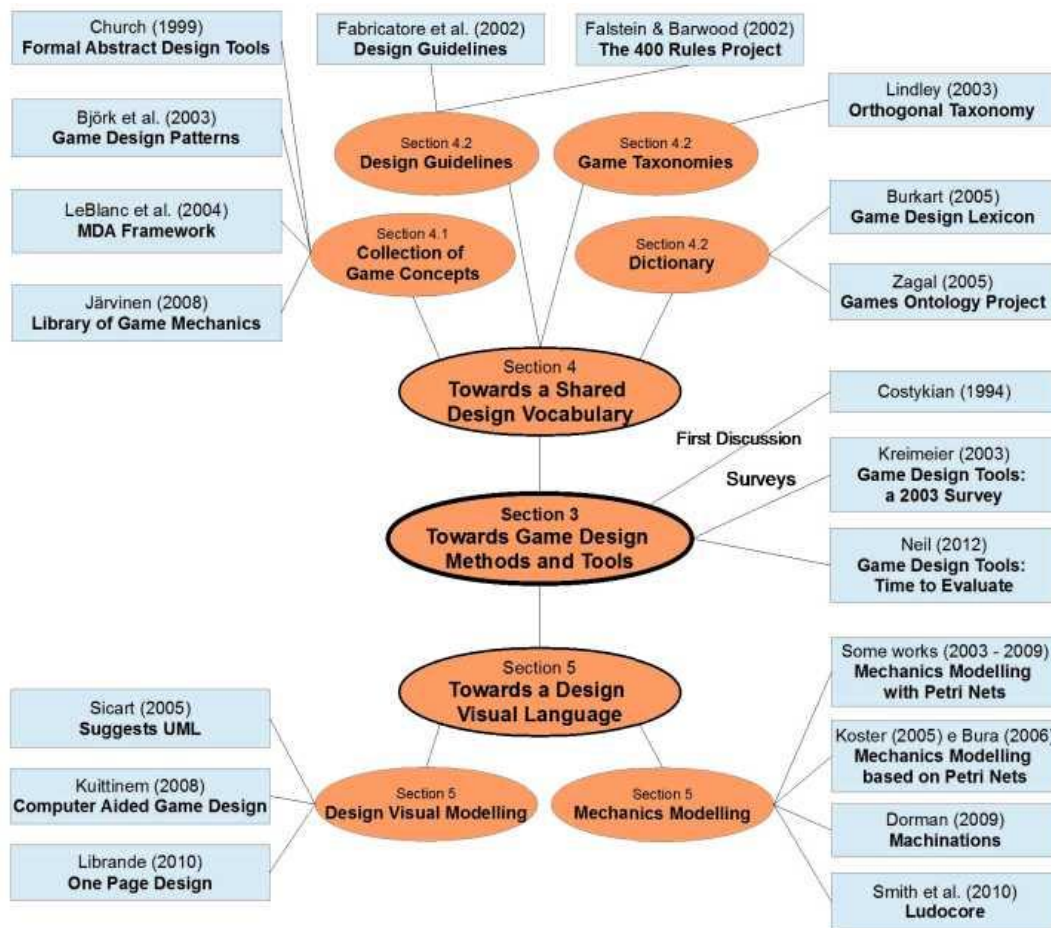 Church (1999)
Formal Abstract Design Tools
Björk et al. (2003)
Game Design Patterns
LeBlanc et al. (2004)
MDA Framework
Järvinen (2008)
Library of Game Mechanics
Fabricatore et al. (2002)
Design Guidelines
Falstein & Barwood (2002)
The 400 Rules Project
Lindley (2003)
Orthogonal Taxonomy
Burkart (2005)
Game Design Lexicon
Zagal (2005)
Games Ontology Project
Section 4.2
Design Guidelines
Section 4.2
Game Taxonomies
Section 4.1
Collection of
Game Concepts
Section 4.2
Dictionary
Section 4
Towards a Shared
Design Vocabulary
First Discussion
Costykian (1994)
Surveys
Kreimeier (2003)
Game Design Tools:
a 2003 Survey
Neil (2012)
Game Design Tools:
Time to Evaluate
Section 3
Towards Game Design
Methods and Tools
Section 5
Towards a Design
Visual Language
Section 5
Design Visual Modelling
Section 5
Mechanics Modelling
Sicart (2005)
Suggests UML
Kuittinem (2008)
Computer Aided Game Design
Librande (2010)
One Page Design
Some works (2003 - 2009)
Mechanics Modelling
with Petri Nets
Koster (2005) e Bura (2006)
Mechanics Modelling
based on Petri Nets
Dorman (2009)
Machinations
Smith et al. (2010)
Ludocore